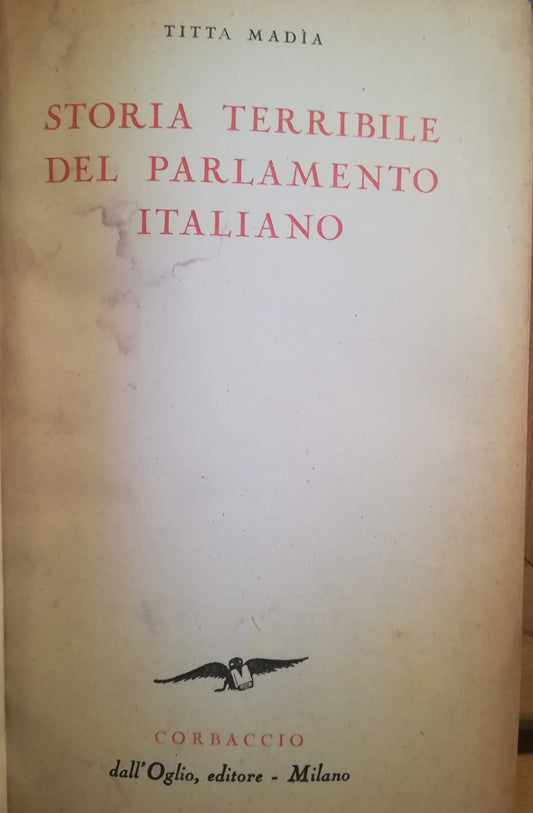 TITTA MADÌA
STORIA TERRIBILE
DEL PARLAMENTO
ITALIANO
M
CORBACCIO
dall'Oglio, editore - Milano